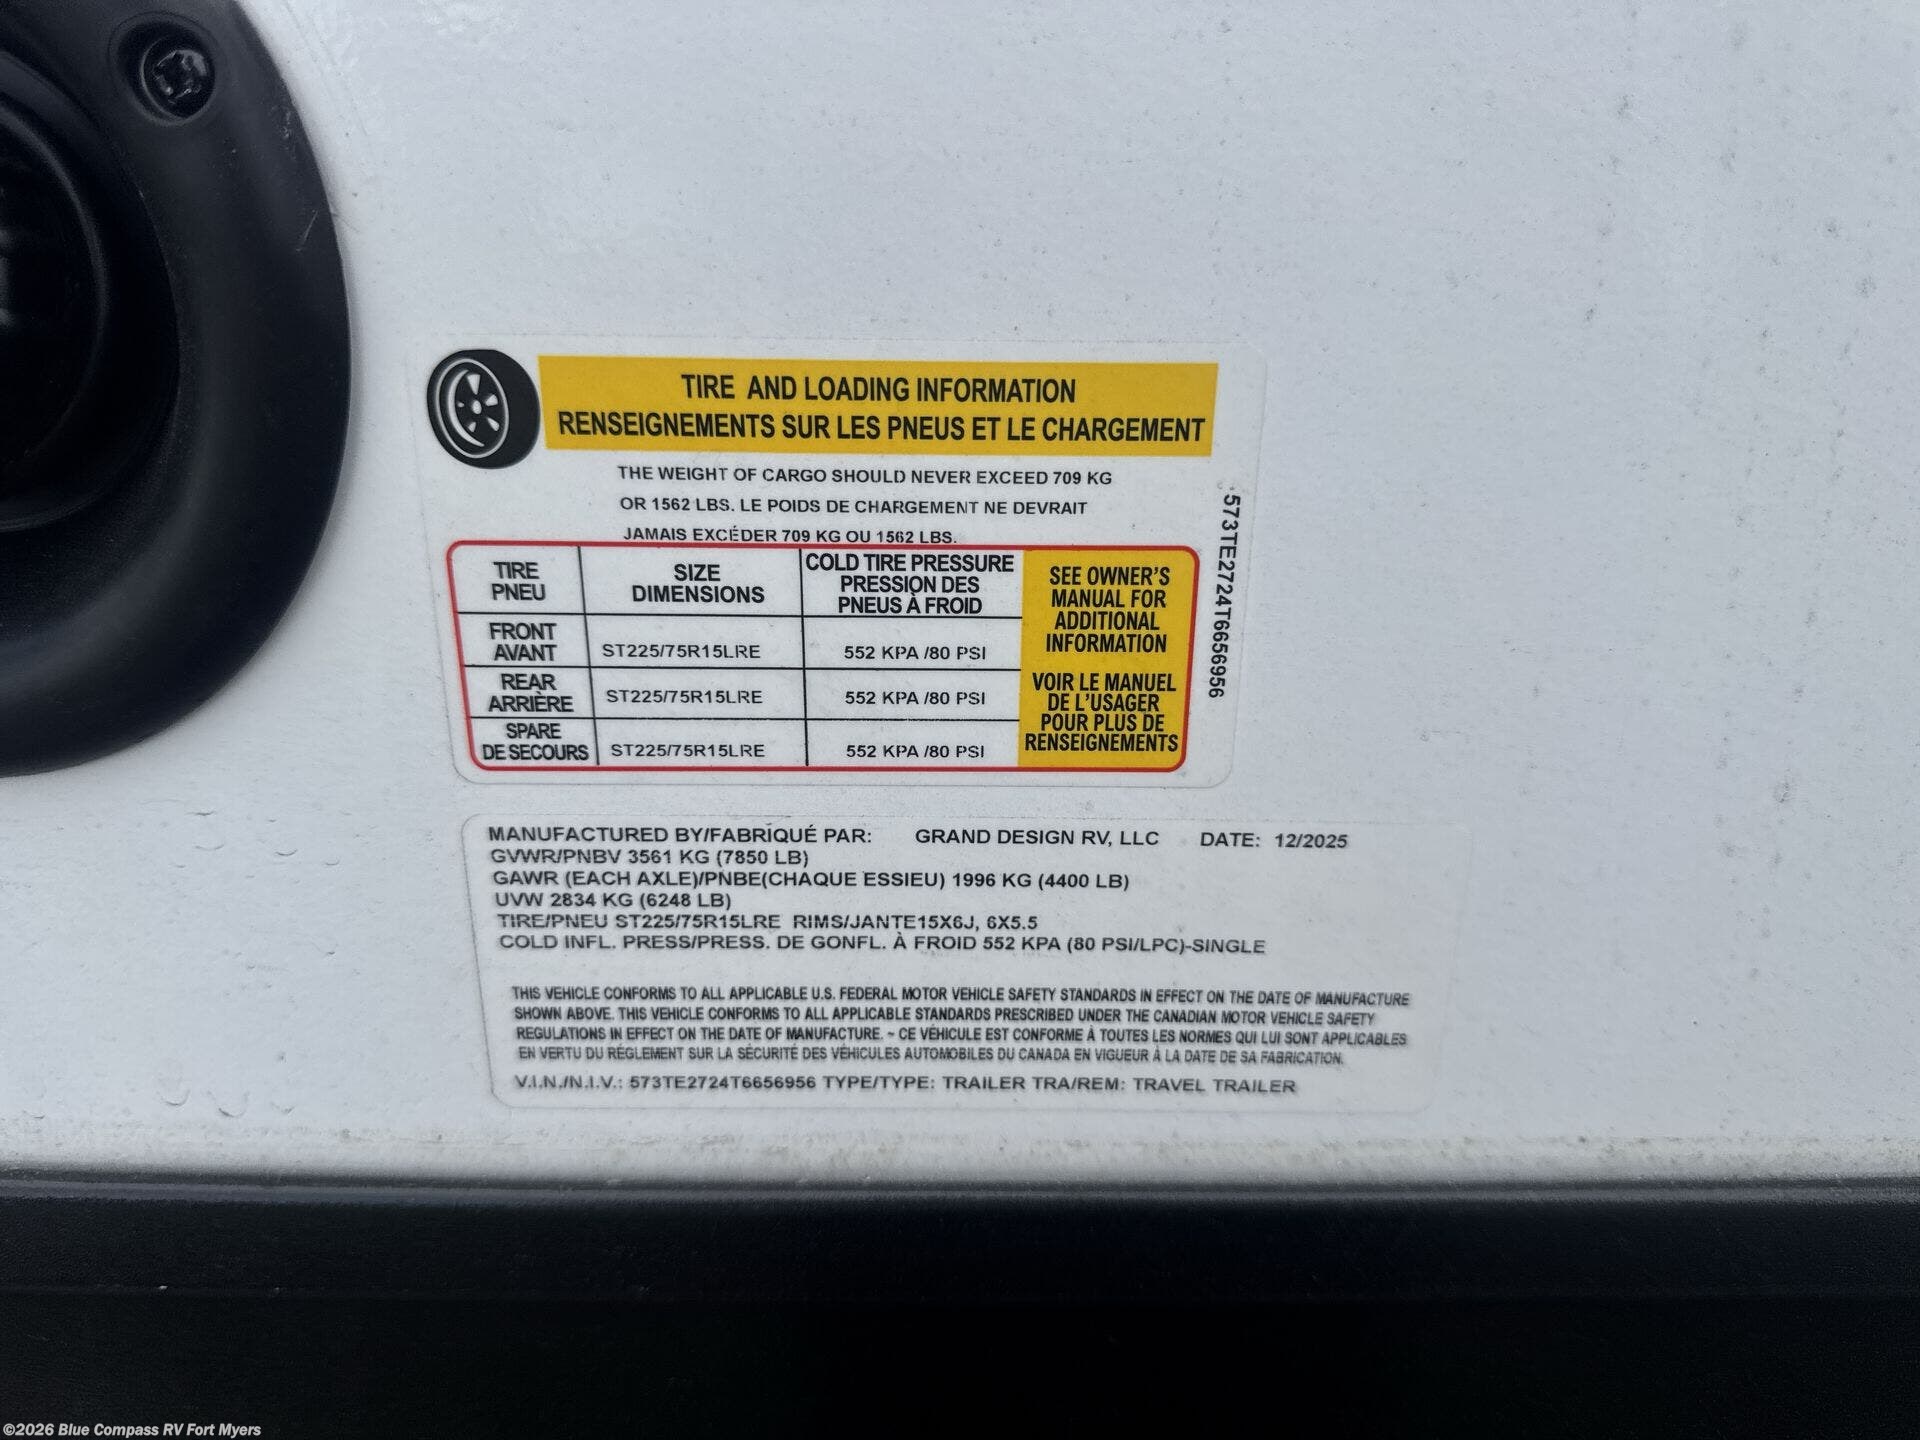 TIRE AND LOADING INFORMATION
RENSEIGNEMENTS SUR LES PNEUS ET LE CHARGEMENT
THE WEIGHT OF CARGO SHOULD NEVER EXCEED 709 KG
OR 1562 LBS. LE POIDS DE CHARGEMENT NE DEVRAIT
JAMAIS EXCÉDER 709 KG OU 1562 LBS.
TIRE
PNEU
SIZE
DIMENSIONS
COLD TIRE PRESSURE
PRESSION DES
PNEUS À FROID
FRONT
AVANT
ST225/75R15LRE
552 KPA /80 PSI
REAR
ARRIÈRE
ST225/75R15LRE
552 KPA /80 PSI
SPARE
DE SECOURS
ST225/75R15LRE
552 KPA /80 PSI
SEE OWNER'S
MANUAL FOR
ADDITIONAL
INFORMATION
VOIR LE MANUEL
DE L'USAGER
POUR PLUS DE
RENSEIGNEMENTS
573TE2724T6656956
MANUFACTURED BY/FABRIQUÉ PAR: GRAND DESIGN RV, LLC DATE: 12/2025
GVWR/PNBV 3561 KG (7850 LB)
GAWR (EACH AXLE)/PNBE(CHAQUE ESSIEU) 1996 KG (4400 LB)
UVW 2834 KG (6248 LB)
TIRE/PNEU ST225/75R15LRE RIMS/JANTE15X6J, 6X5.5
COLD INFL. PRESS/PRESS. DE GONFL. À FROID 552 KPA (80 PSI/LPC)-SINGLE
THIS VEHICLE CONFORMS TO ALL APPLICABLE U.S. FEDERAL MOTOR VEHICLE SAFETY STANDARDS IN EFFECT ON THE DATE OF MANUFACTURE
SHOWN ABOVE. THIS VEHICLE CONFORMS TO ALL APPLICABLE STANDARDS PRESCRIBED UNDER THE CANADIAN MOTOR VEHICLE SAFETY
REGULATIONS IN EFFECT ON THE DATE OF MANUFACTURE. ~ CE VÉHICULE EST CONFORME À TOUTES LES NORMES QUI LUI SONT APPLICABLES
EN VERTU DU RÉGLEMENT SUR LA SÉCURITÉ DES VÉHICULES AUTOMOBILES DU CANADA EN VIGUEUR À LA DATE DE SA FABRICATION.
V.I.N./N.I.V.: 573TE2724T6656956 TYPE/TYPE: TRAILER TRA/REM: TRAVEL TRAILER
©2026 Blue Compass RV Fort Myers